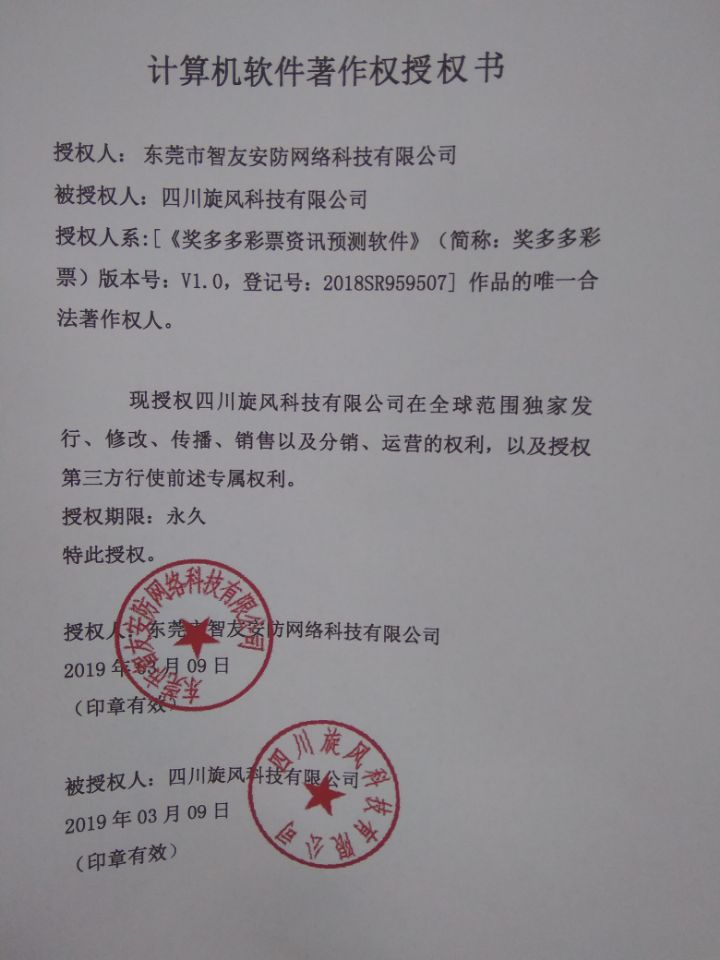 计算机软件著作权授权书
授权人：东莞市智友安防网络科技有限公司
被授权人：四川旋风科技有限公司
授权人系:[《奖多多彩票资讯预测软件》（简称：奖多多彩
票）版本号：V1.0，登记号：2018SR959507] 作品的唯一合
法著作权人。
现授权四川旋风科技有限公司在全球范围独家发
行、修改、传播、销售以及分销、运营的权利，以及授权
第三方行使前述专属权利。
授权期限：永久
特此授权。
东莞市智友安防网络科技有限公司
授权人：东莞市智友安防网络科技有限公司
2019 年 03 月 09 日
（印章有效）
四川旋风科技有限公司
被授权人：四川旋风科技有限公司
2019 年 03 月 09 日
（印章有效）